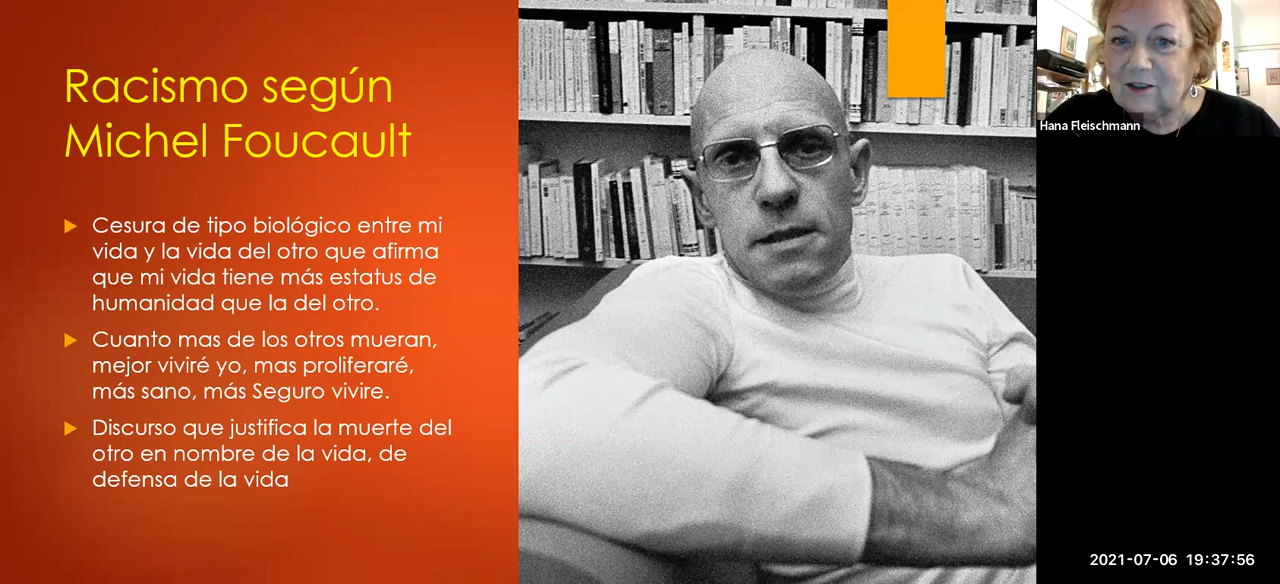 Racismo según
Michel Foucault
Cesura de tipo biológico entre mi
vida y la vida del otro que afirma
que mi vida tiene más estatus de
humanidad que la del otro.
Cuanto mas de los otros mueran,
mejor viviré yo, mas proliferaré,
más sano, más Seguro vivire.
Discurso que justifica la muerte del
otro en nombre de la vida, de
defensa de la vida
Hana Fleischmann
2021-07-06 19:37:56